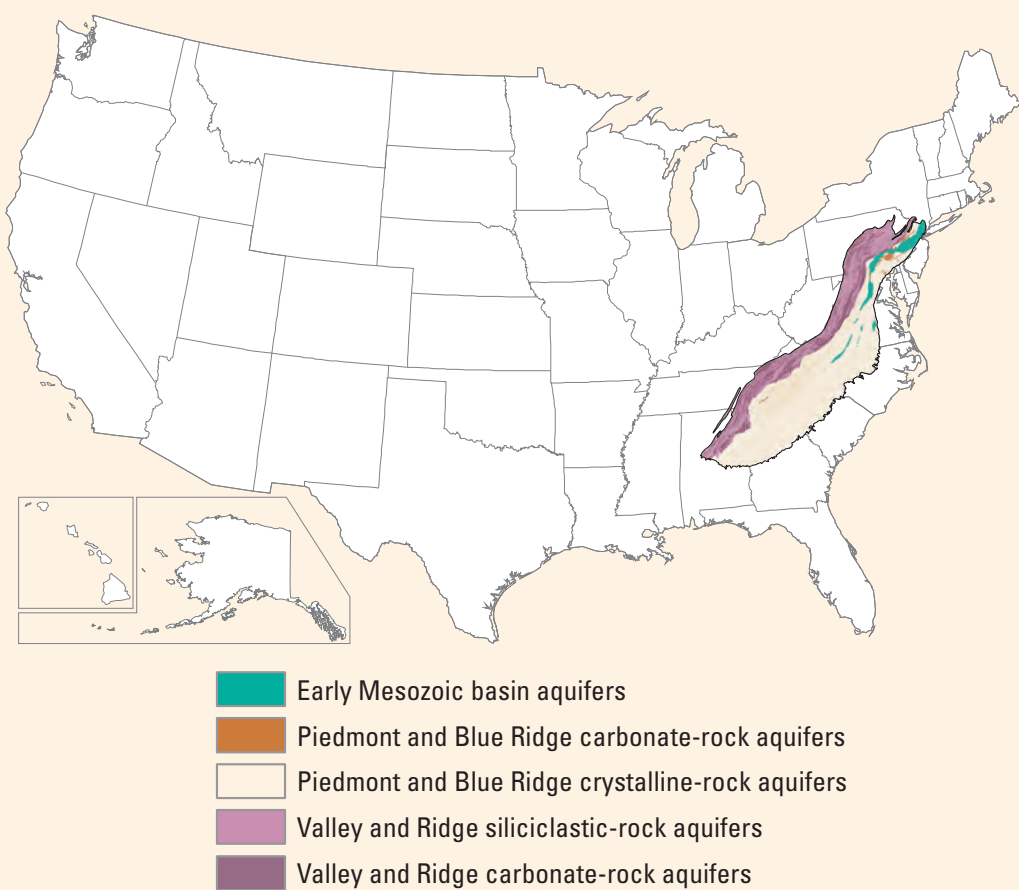 Early Mesozoic basin aquifers
Piedmont and Blue Ridge carbonate-rock aquifers
Piedmont and Blue Ridge crystalline-rock aquifers
Valley and Ridge siliciclastic-rock aquifers
Valley and Ridge carbonate-rock aquifers